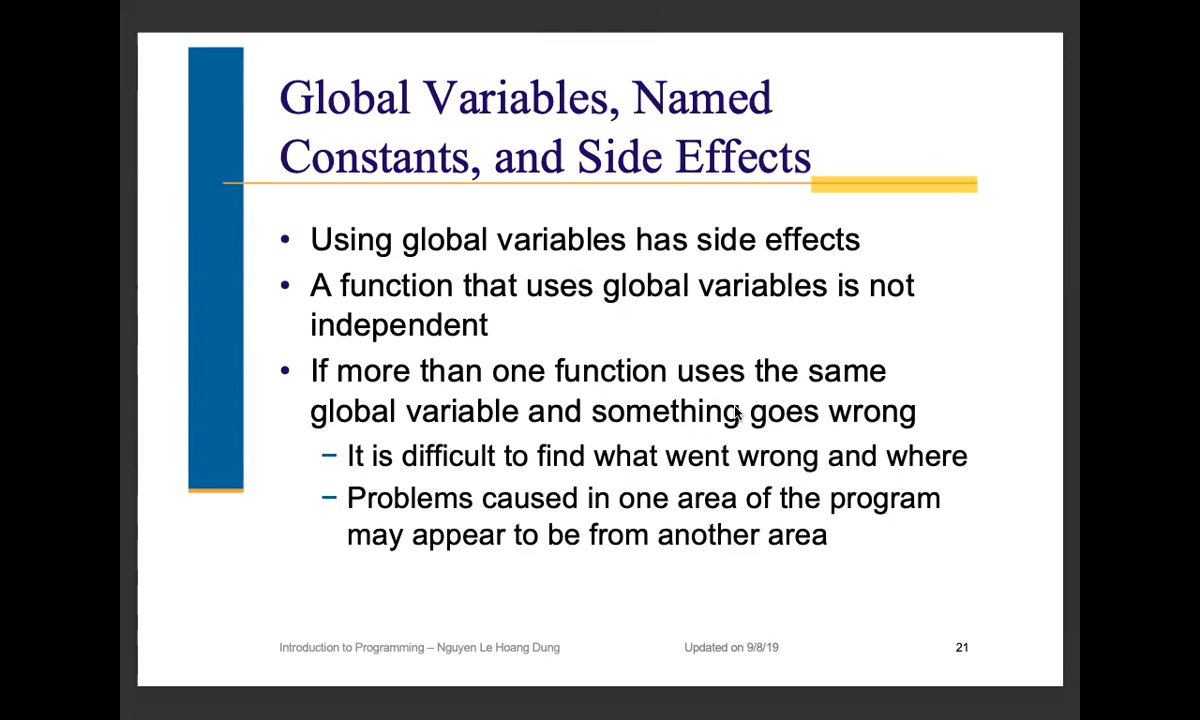 Global Variables, Named
Constants, and Side Effects
• Using global variables has side effects
• A function that uses global variables is not
independent
• If more than one function uses the same
global variable and something goes wrong
– It is difficult to find what went wrong and where
– Problems caused in one area of the program
may appear to be from another area
Introduction to Programming – Nguyen Le Hoang Dung Updated on 9/8/19 21